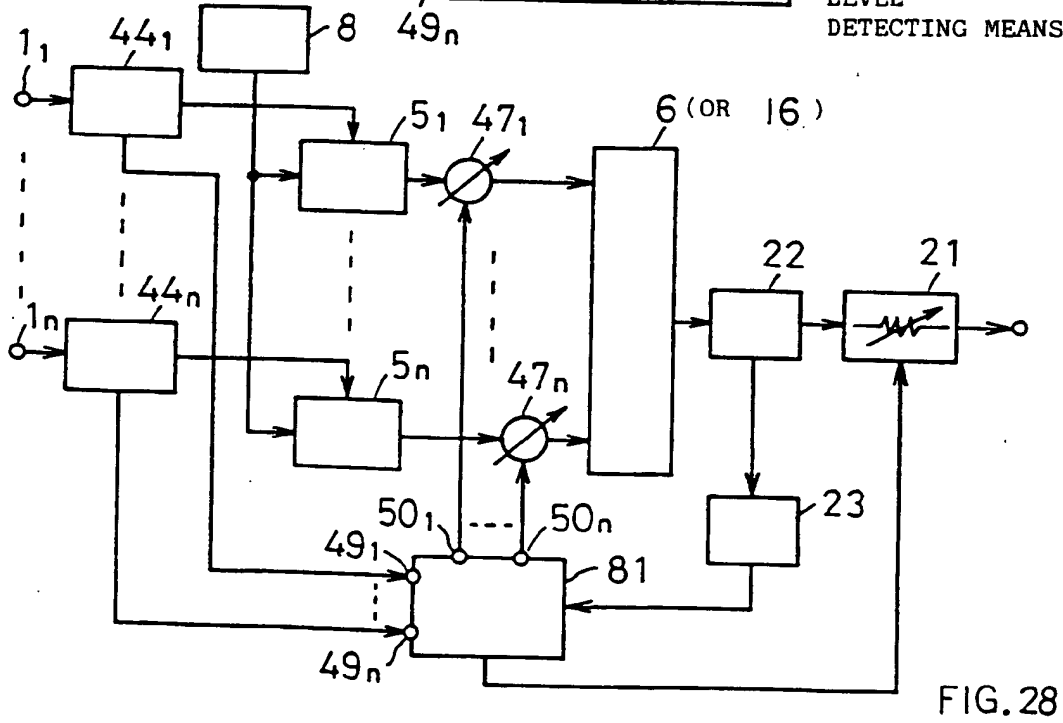 LEVEL
DETECTING MEANS
49n
8
1₁
44₁
5₁
47₁
6 (OR 16)
22
21
1n
44n
5n
47n
23
50₁
50n
49₁
81
49n
FIG. 28